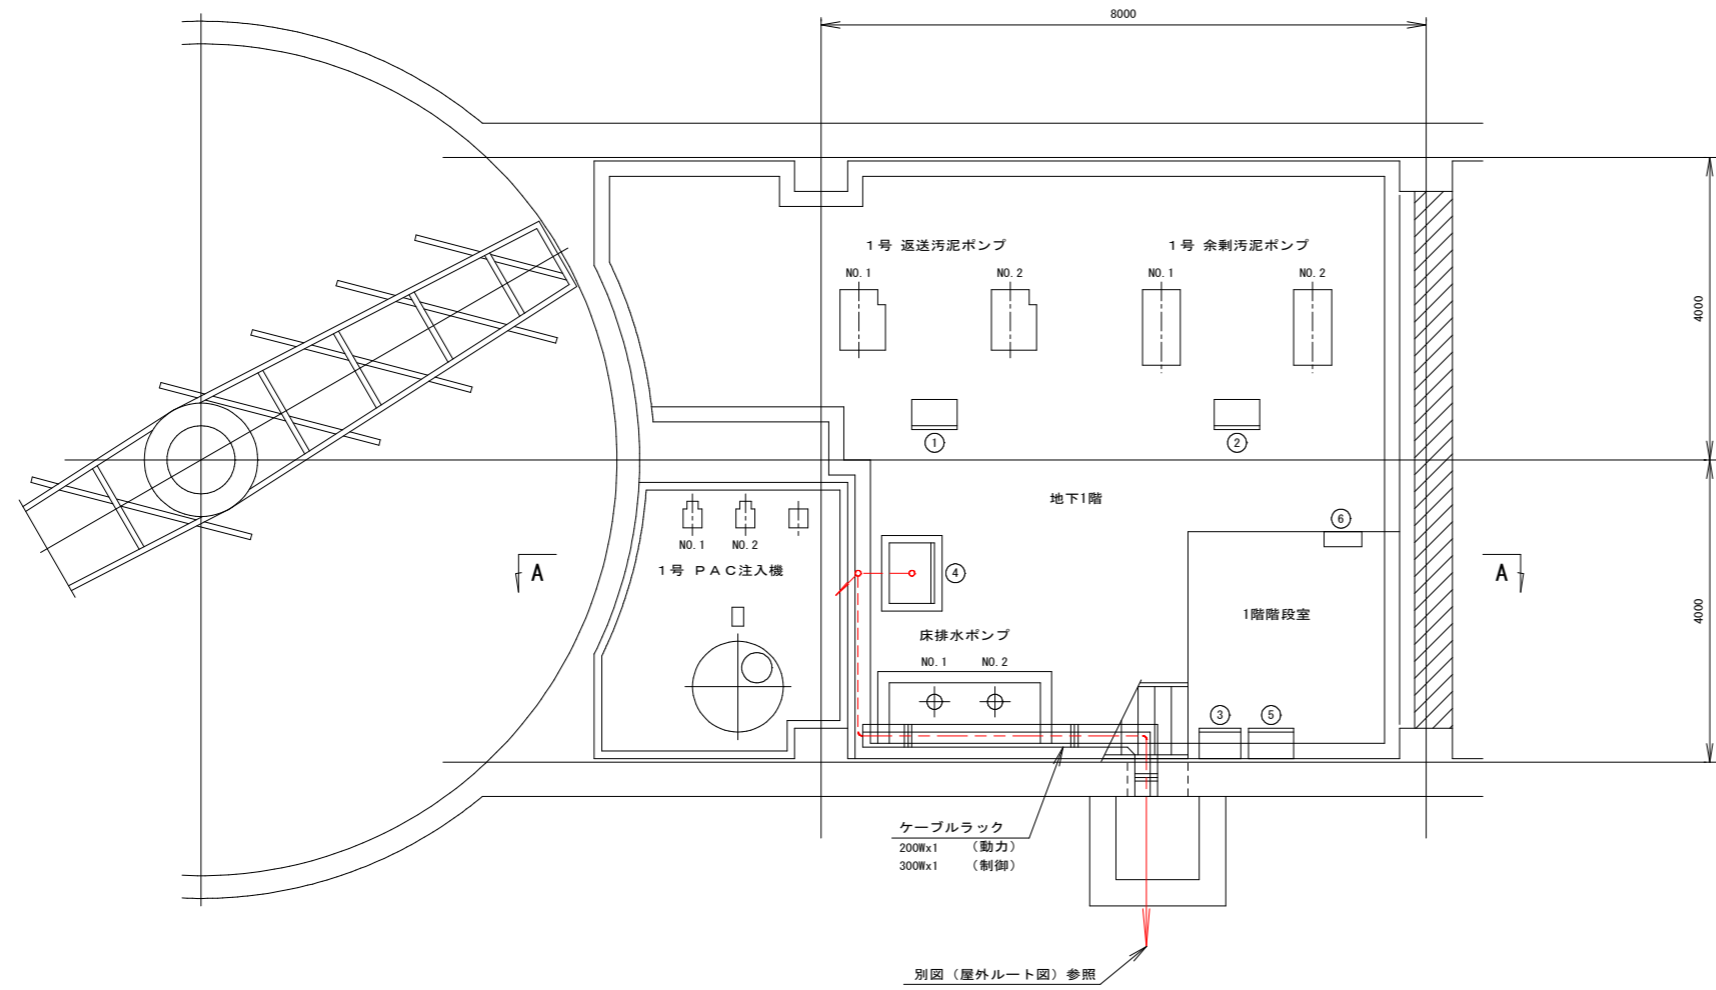 8000
1号 返送汚泥ポンプ
1号 余剰汚泥ポンプ
NO.1
NO.2
NO.1
NO.2
4000
①
②
地下1階
⑥
NO.1
NO.2
1号 PAC注入機
A
④
A
1階階段室
4000
床排水ポンプ
NO.1
NO.2
③
⑤
ケーブルラック
200Wx1 (動力)
300Wx1 (制御)
別図(屋外ルート図)参照